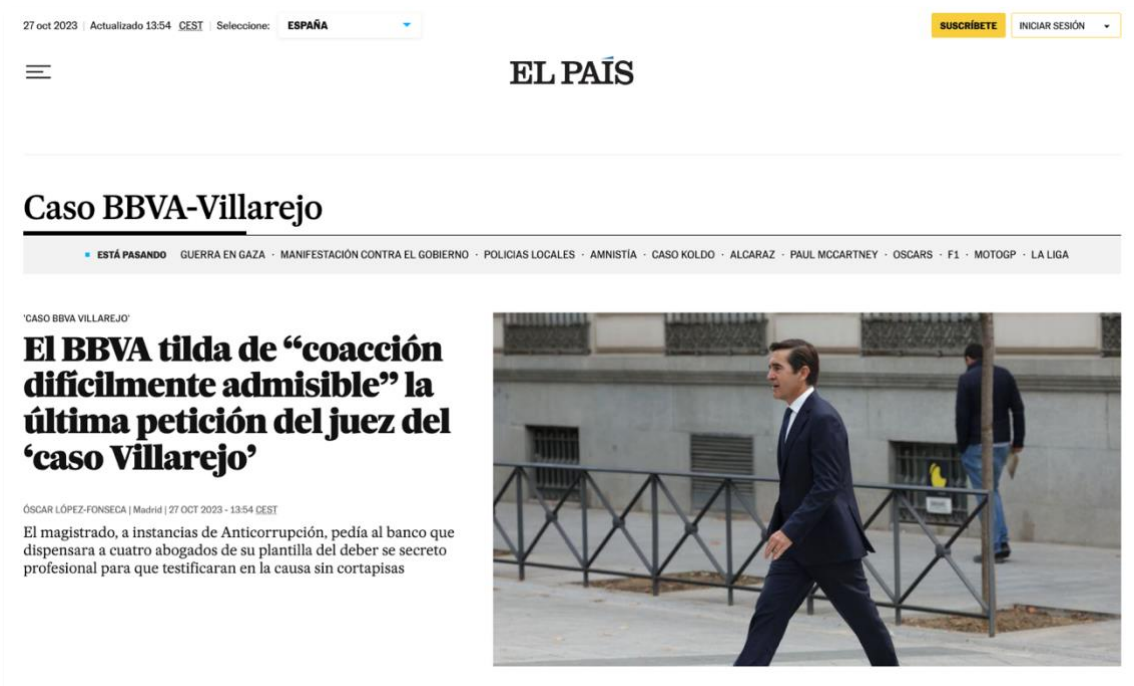 27 oct 2023 | Actualizado 13:54 CEST | Seleccione: ESPAÑA
SUSCRÍBETE INICIAR SESIÓN
EL PAÍS
Caso BBVA-Villarejo
ESTÁ PASANDO GUERRA EN GAZA · MANIFESTACIÓN CONTRA EL GOBIERNO · POLICIAS LOCALES · AMNISTÍA · CASO KOLDO · ALCARAZ · PAUL MCCARTNEY · OSCARS · F1 · MOTOGP · LA LIGA
'CASO BBVA VILLAREJO'
El BBVA tilda de “coacción
difícilmente admisible” la
última petición del juez del
‘caso Villarejo’
ÓSCAR LÓPEZ-FONSECA | Madrid | 27 OCT 2023 - 13:54 CEST
El magistrado, a instancias de Anticorrupción, pedía al banco que
dispensara a cuatro abogados de su plantilla del deber se secreto
profesional para que testificaran en la causa sin cortapisas